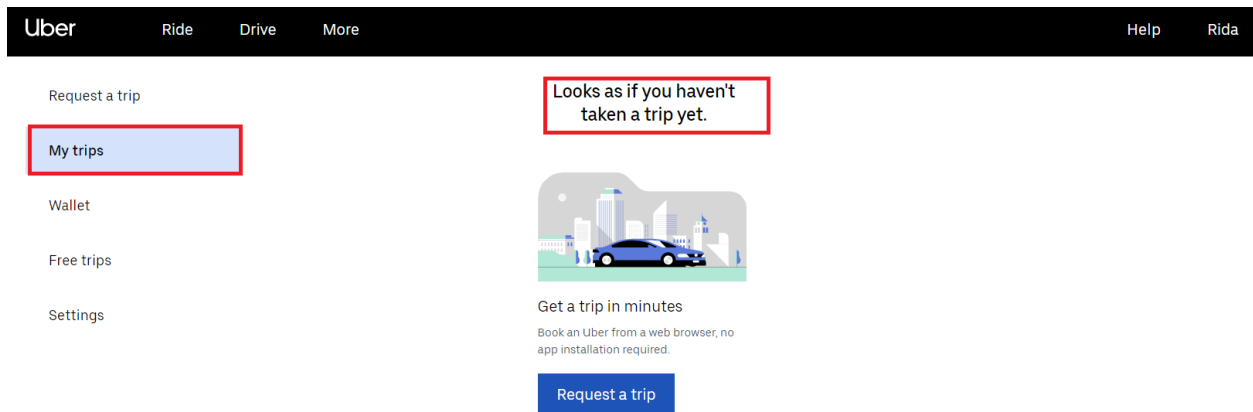 Uber Ride Drive More Help Rida
Request a trip
My trips
Wallet
Free trips
Settings
Looks as if you haven't
taken a trip yet.
Get a trip in minutes
Book an Uber from a web browser, no
app installation required.
Request a trip